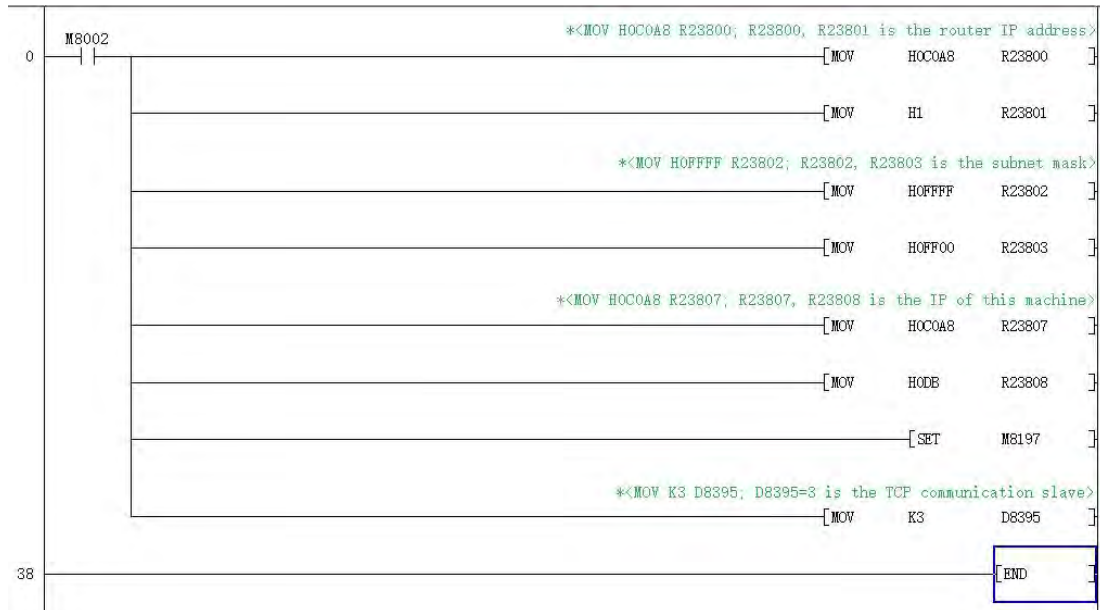 *<MOV H0C0A8 R23800; R23800, R23801 is the router IP address>
M8002
0 [MOV H0C0A8 R23800 ]
[MOV H1 R23801 ]
*<MOV H0FFFF R23802; R23802, R23803 is the subnet mask>
[MOV H0FFFF R23802 ]
[MOV H0FF00 R23803 ]
*<MOV H0C0A8 R23807; R23807, R23808 is the IP of this machine>
[MOV H0C0A8 R23807 ]
[MOV H0DB R23808 ]
[SET M8197 ]
*<MOV K3 D8395; D8395=3 is the TCP communication slave>
[MOV K3 D8395 ]
38 [END ]